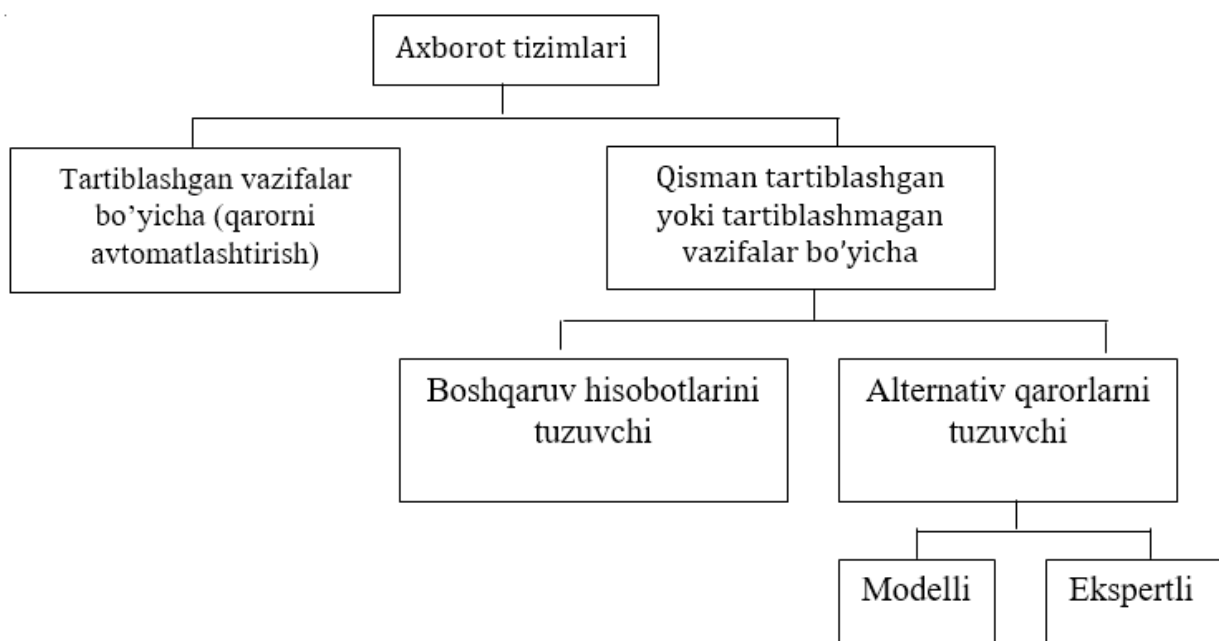 Axborot tizimlari
Tartiblashgan vazifalar
bo’yicha (qarorni
avtomatlashtirish)
Qisman tartiblashgan
yoki tartiblashmagan
vazifalar bo’yicha
Boshqaruv hisobotlarini
tuzuvchi
Alternativ qarorlarni
tuzuvchi
Modelli
Ekspertli